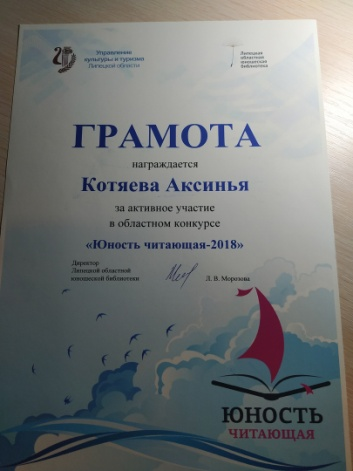 Управление
культуры и туризма
Липецкой области
Липецкая
областная
юношеская
библиотека
ГРАМОТА
награждается
Котяева Аксинья
за активное участие
в областном конкурсе
«Юность читающая-2018»
Директор
Липецкой областной
юношеской библиотеки
Л. В. Морозова
ЮНОСТЬ
ЧИТАЮЩАЯ